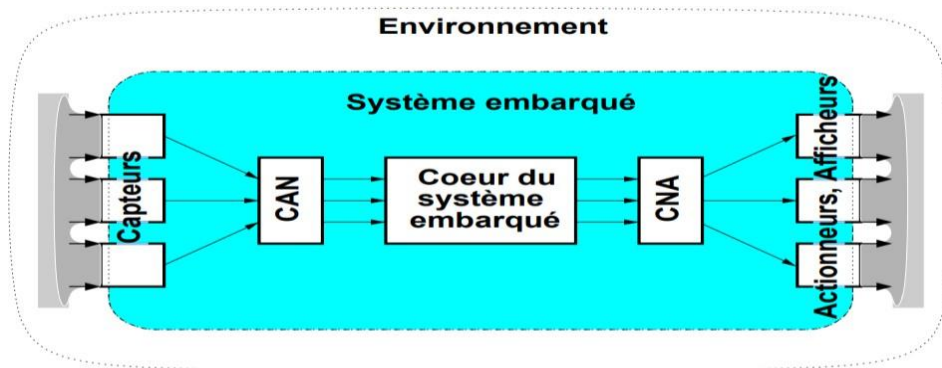 Environnement
Système embarqué
Capteurs
CAN
Coeur du
système
embarqué
CNA
Actionneurs, Afficheurs